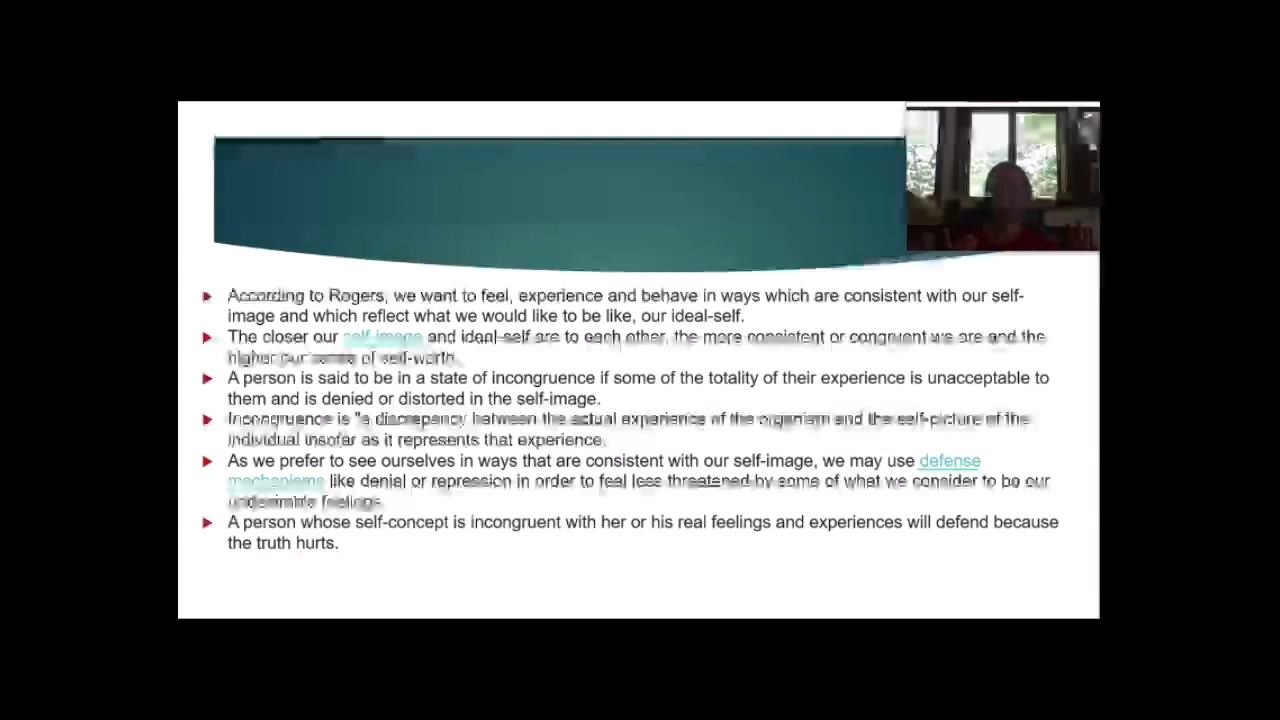 According to Rogers, we want to feel, experience and behave in ways which are consistent with our self-
image and which reflect what we would like to be like, our ideal-self.
The closer our self-image and ideal-self are to each other, the more consistent or congruent we are and the
higher our sense of self-worth.
A person is said to be in a state of incongruence if some of the totality of their experience is unacceptable to
them and is denied or distorted in the self-image.
Incongruence is "a discrepancy between the actual experience of the organism and the self-picture of the
individual insofar as it represents that experience.
As we prefer to see ourselves in ways that are consistent with our self-image, we may use defense
mechanisms like denial or repression in order to feel less threatened by some of what we consider to be our
undesirable feelings.
A person whose self-concept is incongruent with her or his real feelings and experiences will defend because
the truth hurts.